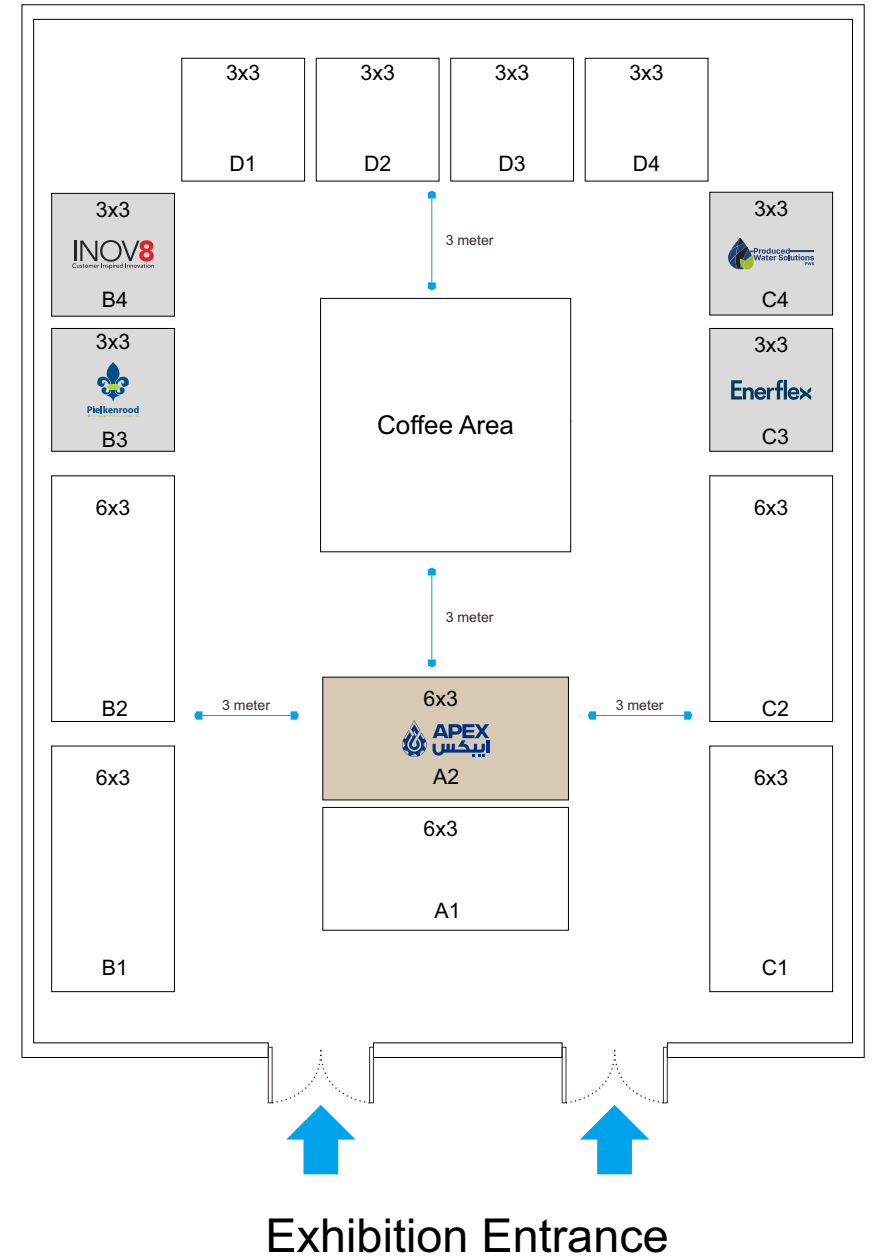 3x3
D1
3x3
D2
3x3
D3
3x3
D4
3x3
INOV8
Customer Inspired Innovation
B4
3 meter
3x3
Produced
Water Solutions
PWS
C4
3x3
Pielkenrood
B3
Coffee Area
3x3
Enerflex
C3
6x3
B2
3 meter
6x3
C2
3 meter
6x3
APEX
ايبكس
A2
3 meter
6x3
B1
6x3
A1
6x3
C1
Exhibition Entrance